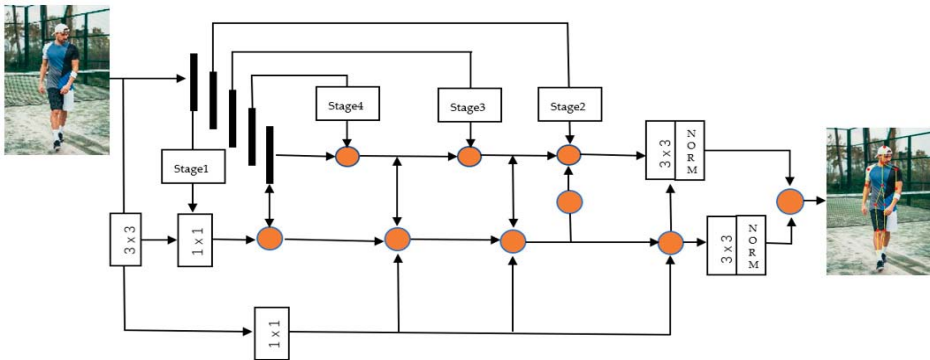 Stage4
Stage3
Stage2
Stage1
3 x 3
NORM
3 x 3
1 x 1
3 x 3
NORM
1 x 1